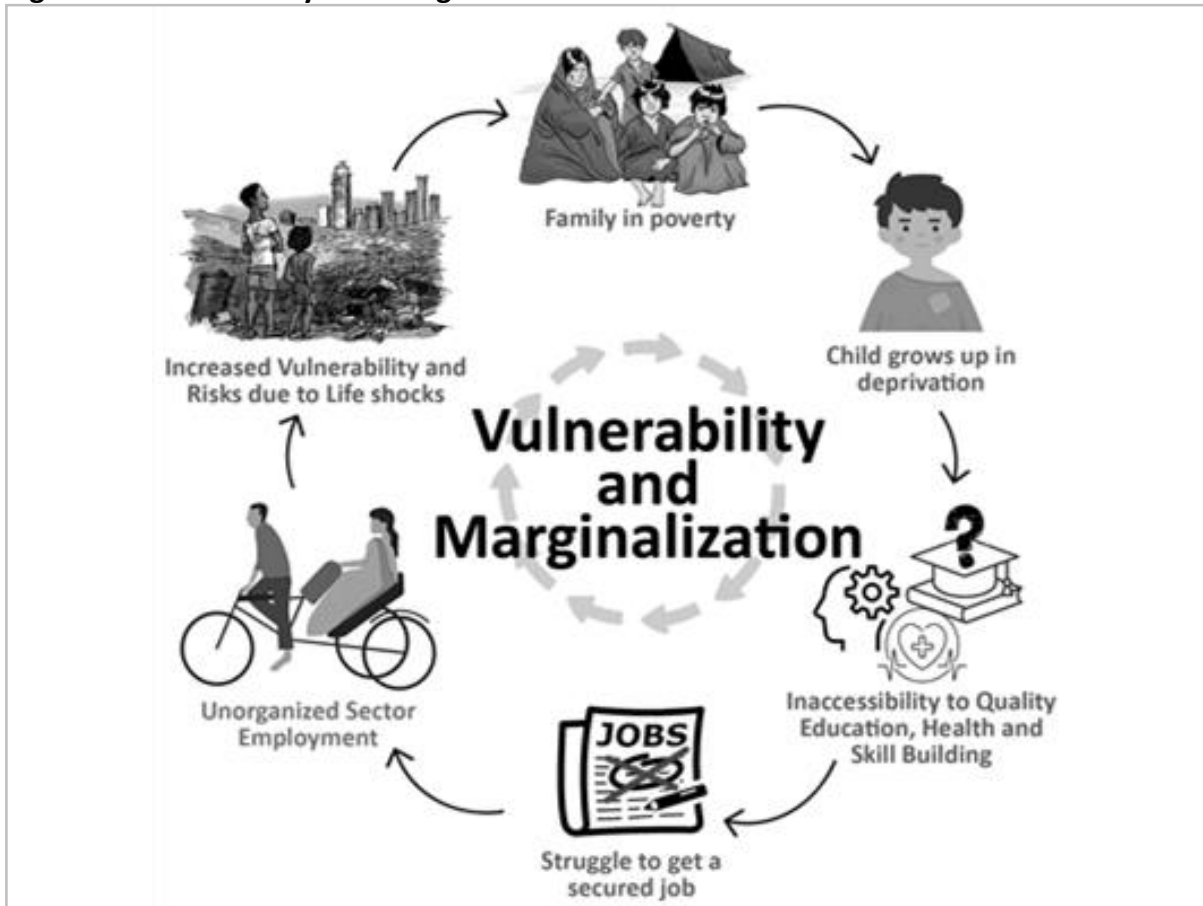 Family in poverty
Child grows up in
deprivation
Inaccessibility to Quality
Education, Health and
Skill Building
JOBS
Struggle to get a
secured job
Unorganized Sector
Employment
Increased Vulnerability and
Risks due to Life shocks
Vulnerability
and
Marginalization